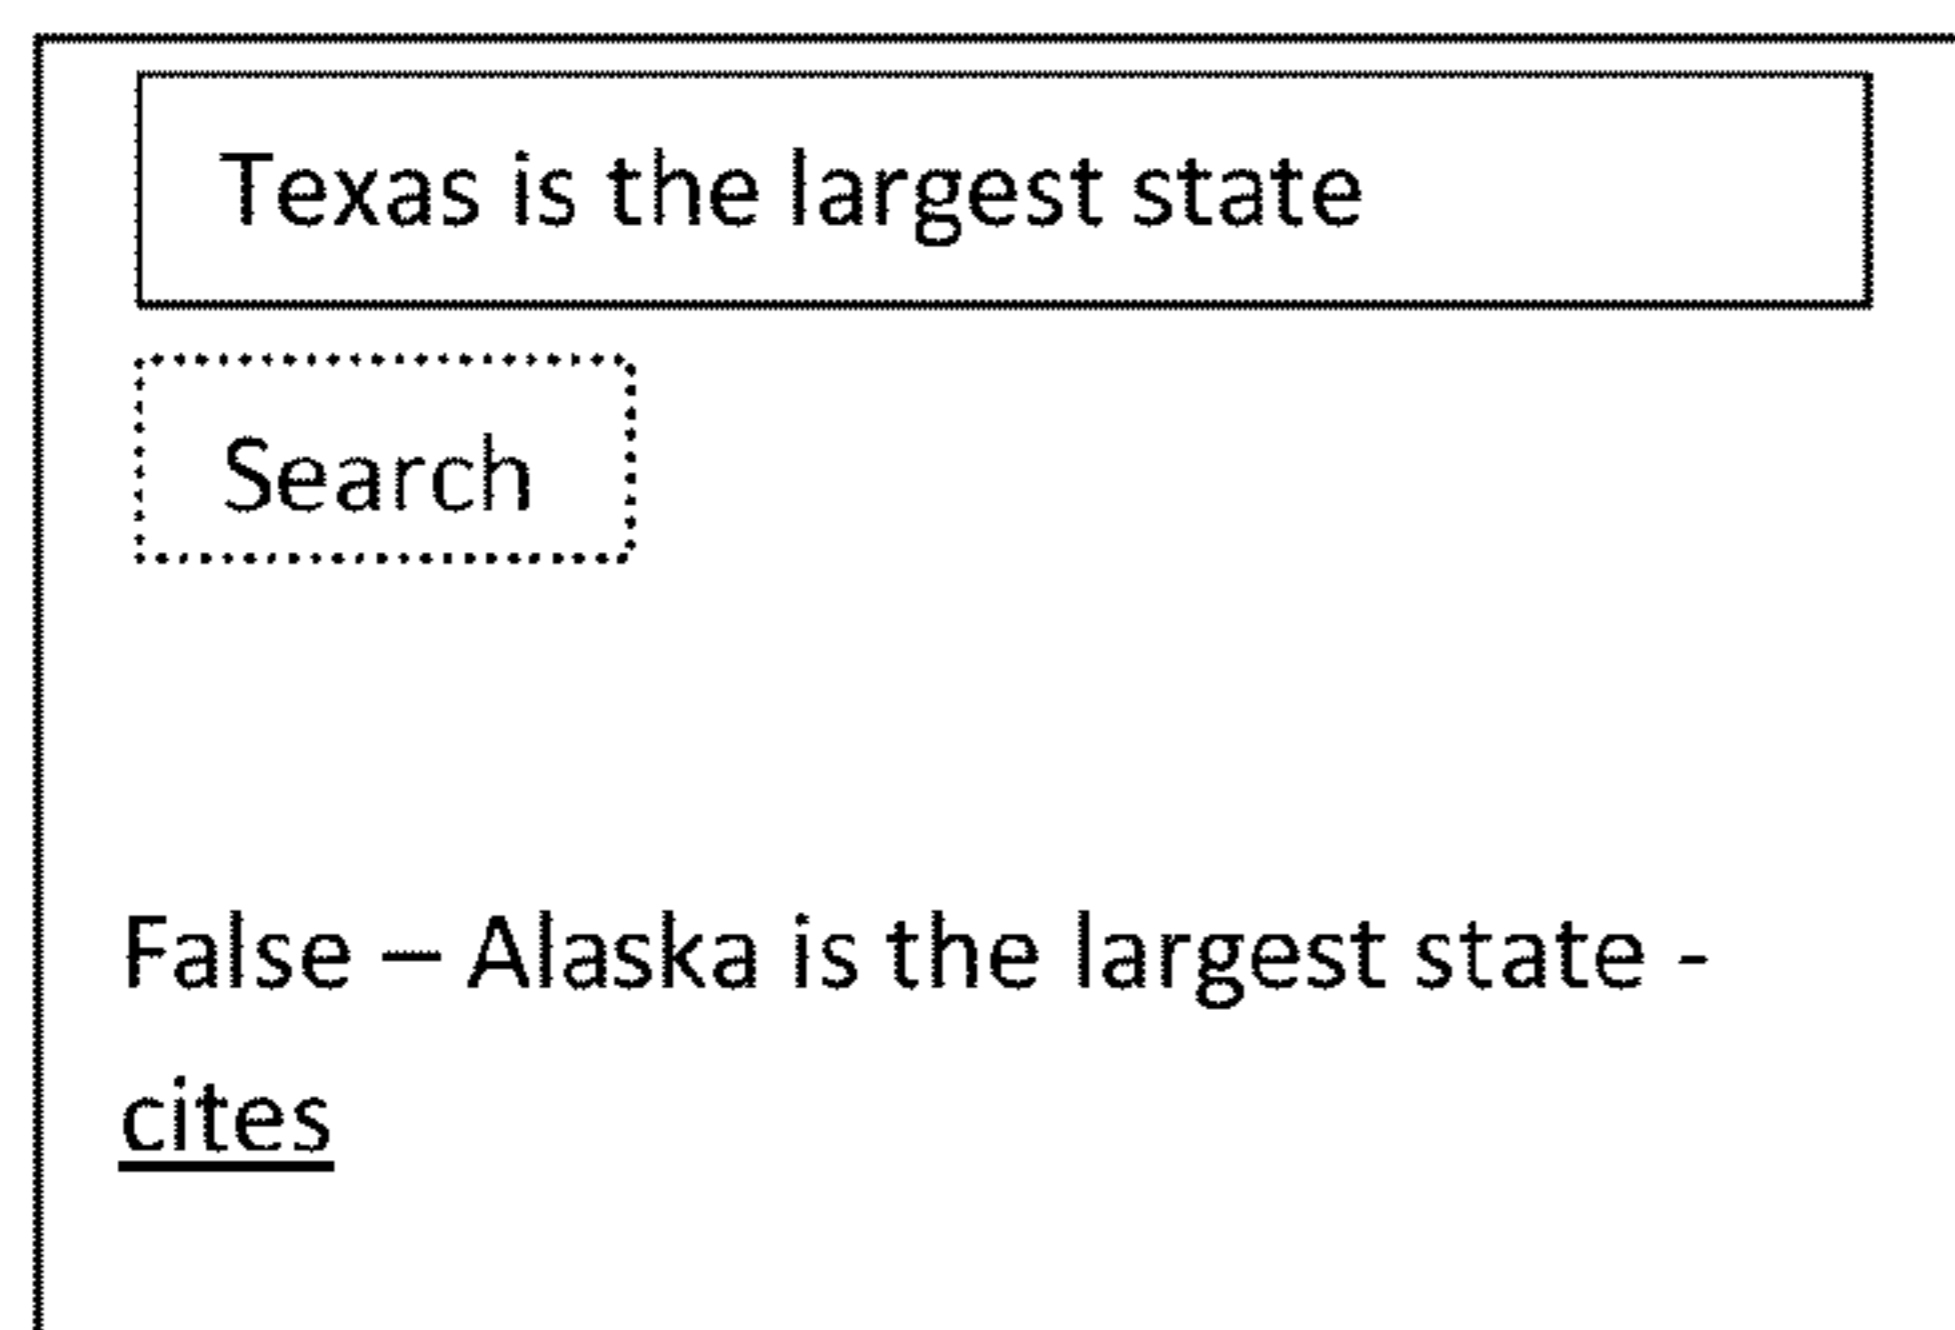 Texas is the largest state
Search
False – Alaska is the largest state -
cites